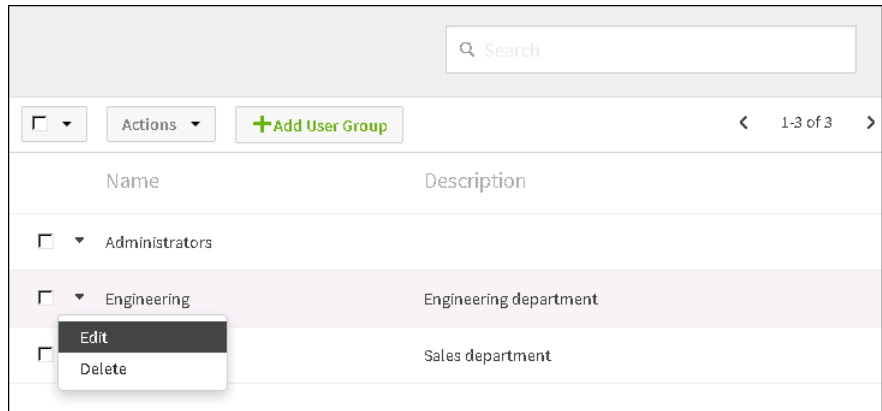 Search
Actions
+Add User Group
1-3 of 3
Name Description
Administrators
Engineering Engineering department
Edit
Sales department
Delete